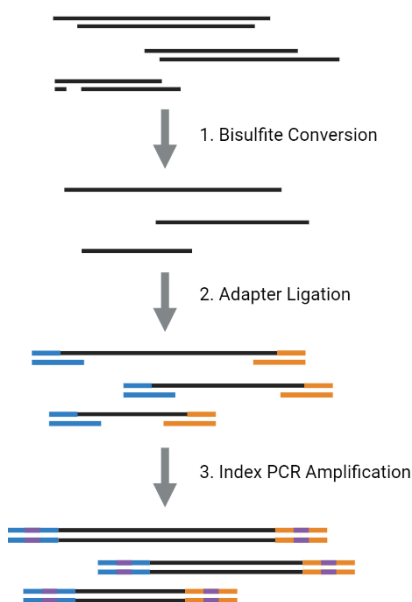 1. Bisulfite Conversion
2. Adapter Ligation
3. Index PCR Amplification